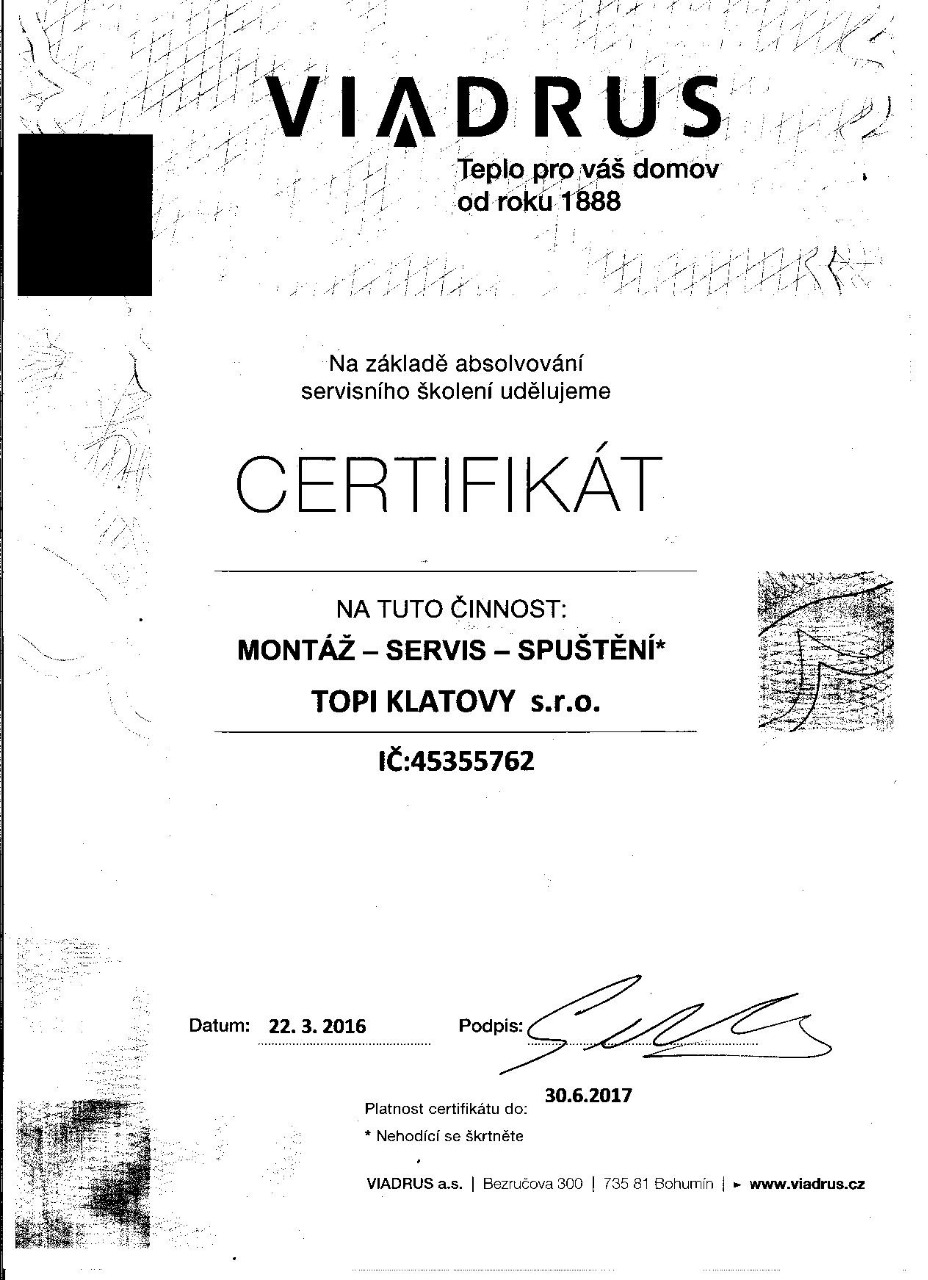 VIADRUS
Teplo pro váš domov
od roku 1888
Na základě absolvování
servisního školení udělujeme
CERTIFIKÁT
NA TUTO ČINNOST:
MONTÁŽ – SERVIS – SPUŠTĚNÍ*
TOPI KLATOVY s.r.o.
IČ:45355762
Datum: 22. 3. 2016 Podpis:
30.6.2017
Platnost certifikátu do:
* Nehodící se škrtněte
VIADRUS a.s. | Bezručova 300 | 735 81 Bohumín | ► www.viadrus.cz